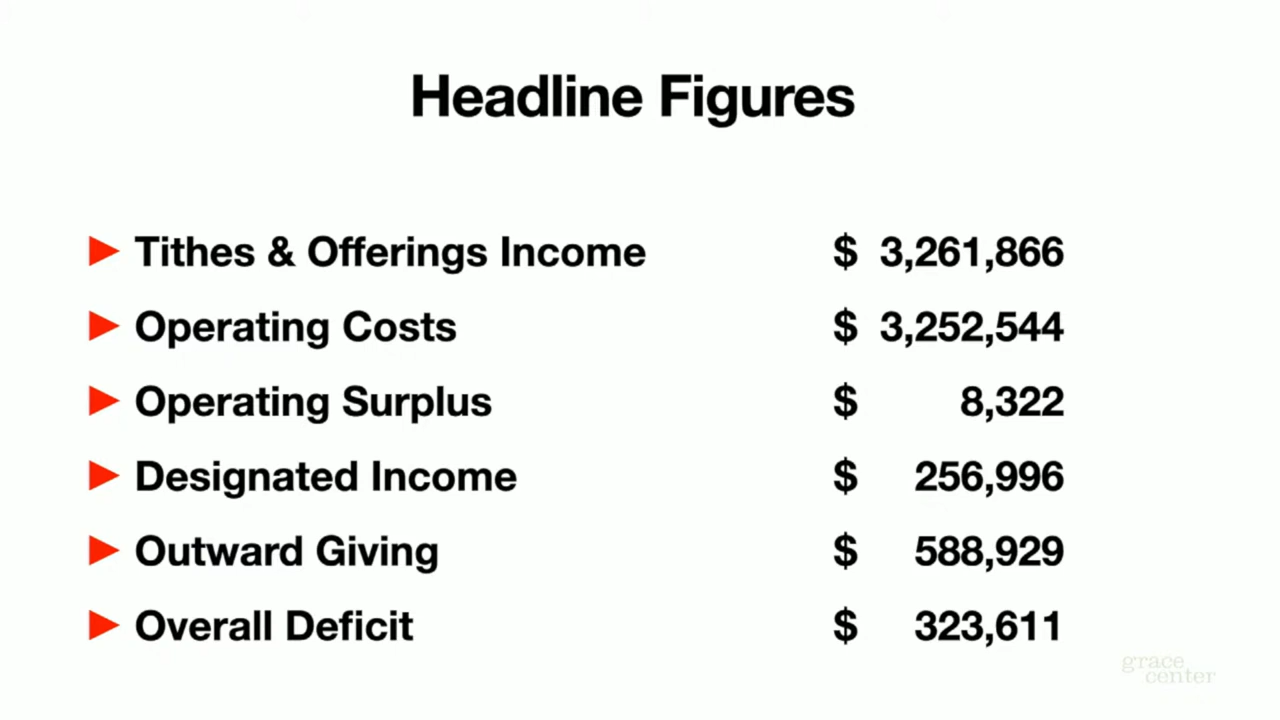 Headline Figures
► Tithes & Offerings Income $ 3,261,866
► Operating Costs $ 3,252,544
► Operating Surplus $ 8,322
► Designated Income $ 256,996
► Outward Giving $ 588,929
► Overall Deficit $ 323,611
grace
center